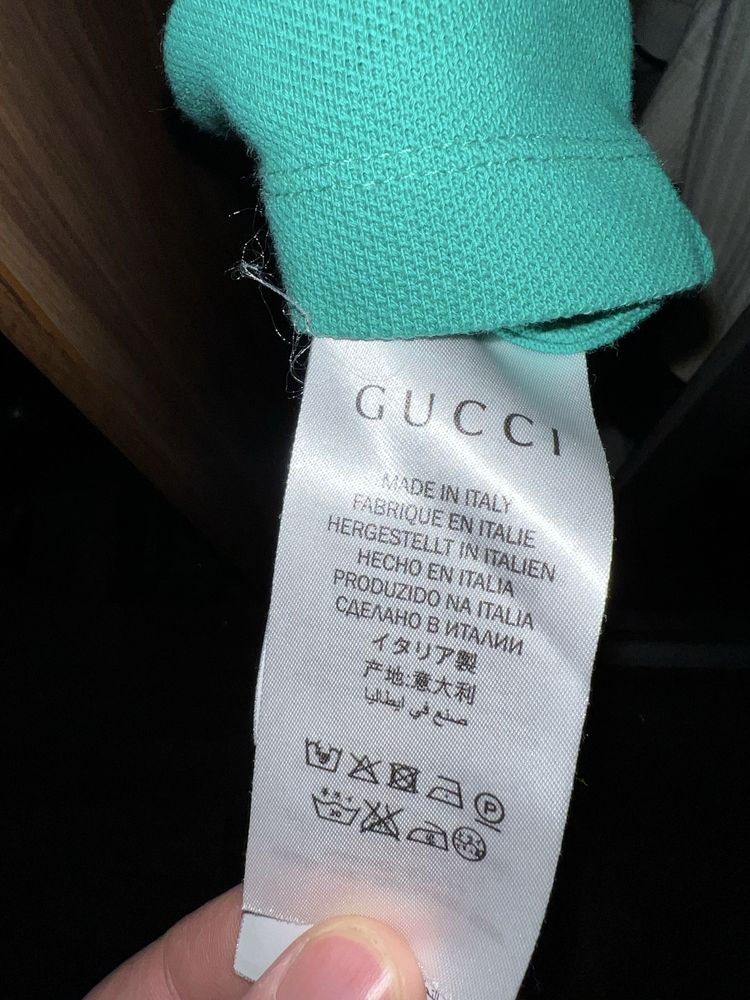 GUCCI
MADE IN ITALY
FABRIQUE EN ITALIE
HERGESTELLT IN ITALIEN
HECHO EN ITALIA
PRODUZIDO NA ITALIA
СДЕЛАНО В ИТАЛИИ
イタリア製
产地:意大利
صنع في ايطاليا
P